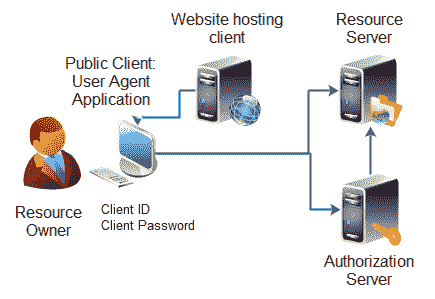 Website hosting
client
Resource
Server
Public Client:
User Agent
Application
Resource
Owner
Client ID
Client Password
Authorization
Server